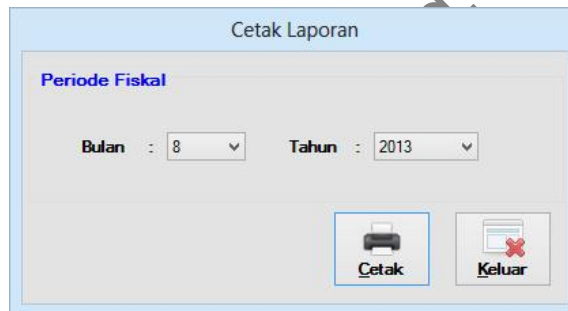 Cetak Laporan
Periode Fiskal
Bulan : 8 Tahun : 2013
Cetak Keluar